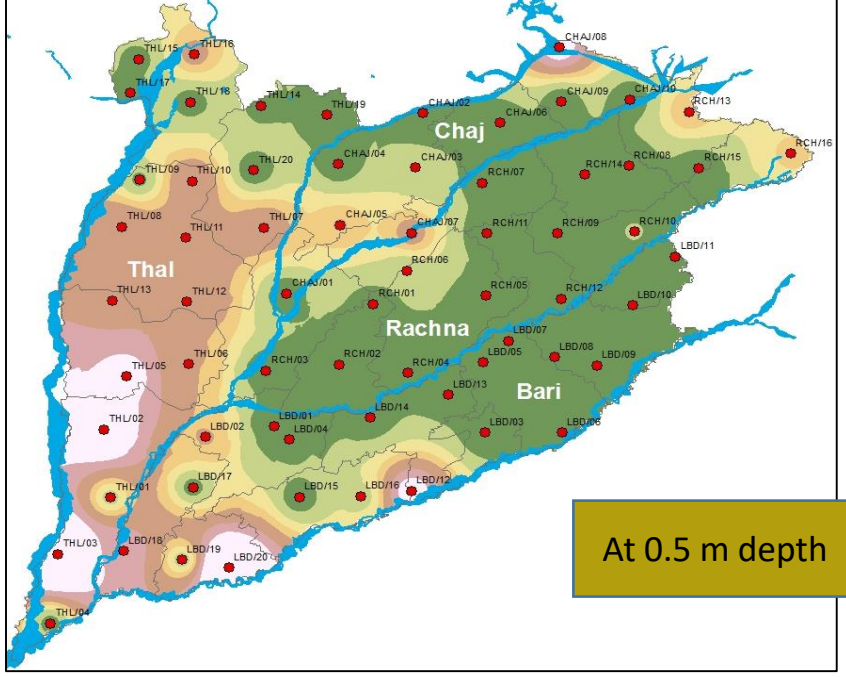 THL/15
THL/16
CHAJ/08
THL/17
THL/18
THL/14
THL/19
CHAJ/02
CHAJ/09
CHAJ/10
RCH/13
Chaj
CHAJ/06
THL/09
THL/10
THL/20
CHAJ/04
CHAJ/03
RCH/07
RCH/14
RCH/08
RCH/15
RCH/16
THL/08
THL/11
THL/07
CHAJ/05
CHAJ/07
RCH/11
RCH/09
RCH/10
LBD/11
Thal
RCH/06
THL/13
THL/12
CHAJ/01
RCH/01
RCH/05
RCH/12
LBD/10
Rachna
THL/05
THL/06
RCH/03
RCH/02
RCH/04
LBD/07
LBD/05
LBD/08
LBD/09
Bari
THL/02
LBD/02
LBD/01
LBD/04
LBD/14
LBD/13
LBD/03
LBD/06
THL/01
LBD/17
LBD/15
LBD/16
LBD/12
THL/03
LBD/18
LBD/19
LBD/20
At 0.5 m depth
THL/04